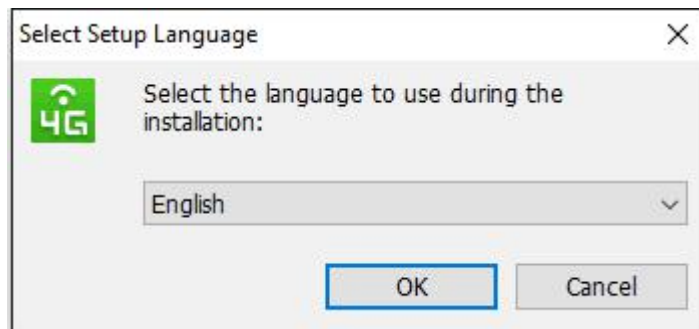 Select Setup Language
4G
Select the language to use during the
installation:
English
OK
Cancel